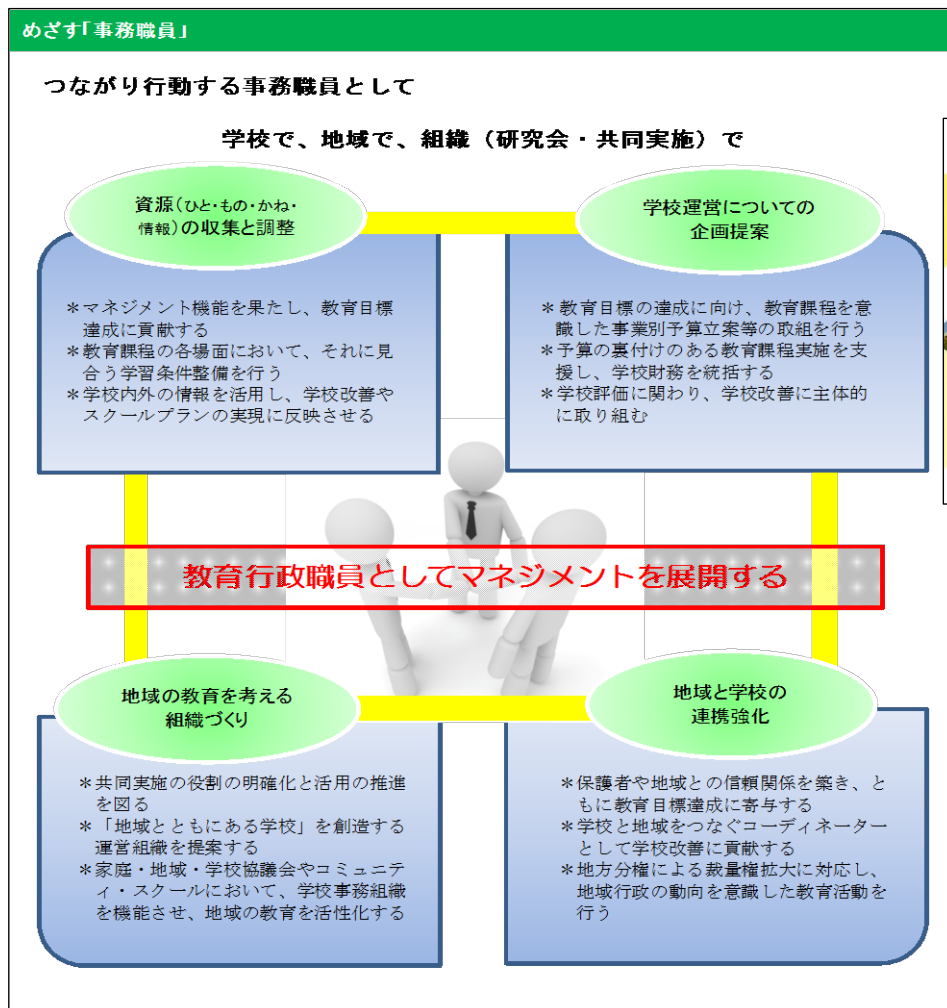 めざす「事務職員」
つながり行動する事務職員として
学校で、地域で、組織（研究会・共同実施）で
資源（ひと・もの・かね・
情報）の収集と調整
＊マネジメント機能を果たし、教育目標
達成に貢献する
＊教育課程の各場面において、それに見
合う学習条件整備を行う
＊学校内外の情報を活用し、学校改善や
スクールプランの実現に反映させる
学校運営についての
企画提案
＊教育目標の達成に向け、教育課程を意
識した事業別予算立案等の取組を行う
＊予算の裏付けのある教育課程実施を支
援し、学校財務を統括する
＊学校評価に関わり、学校改善に主体的
に取り組む
教育行政職員としてマネジメントを展開する
地域の教育を考える
組織づくり
＊共同実施の役割の明確化と活用の推進
を図る
＊「地域とともにある学校」を創造する
運営組織を提案する
＊家庭・地域・学校協議会やコミュニテ
ィ・スクールにおいて、学校事務組織
を機能させ、地域の教育を活性化する
地域と学校の
連携強化
＊保護者や地域との信頼関係を築き、と
もに教育目標達成に寄与する
＊学校と地域をつなぐコーディネーター
として学校改善に貢献する
＊地方分権による裁量権拡大に対応し、
地域行政の動向を意識した教育活動を
行う